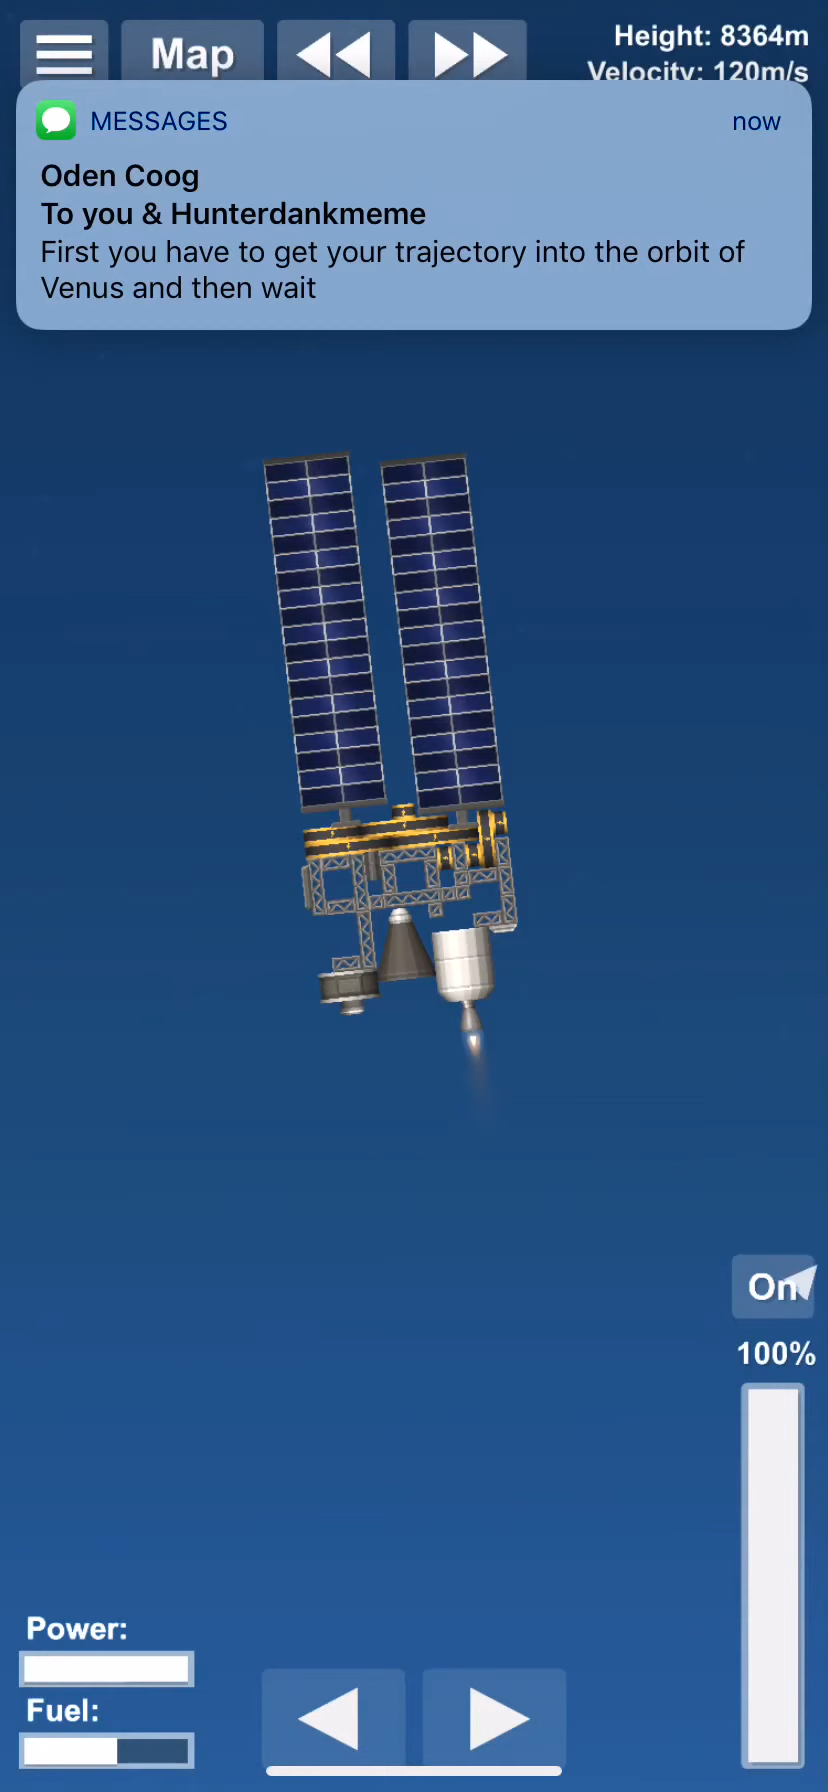 Map
Height: 8364m
Velocity: 120m/s
MESSAGES
now
Oden Coog
To you & Hunterdankmeme
First you have to get your trajectory into the orbit of
Venus and then wait
On
100%
Power:
Fuel: